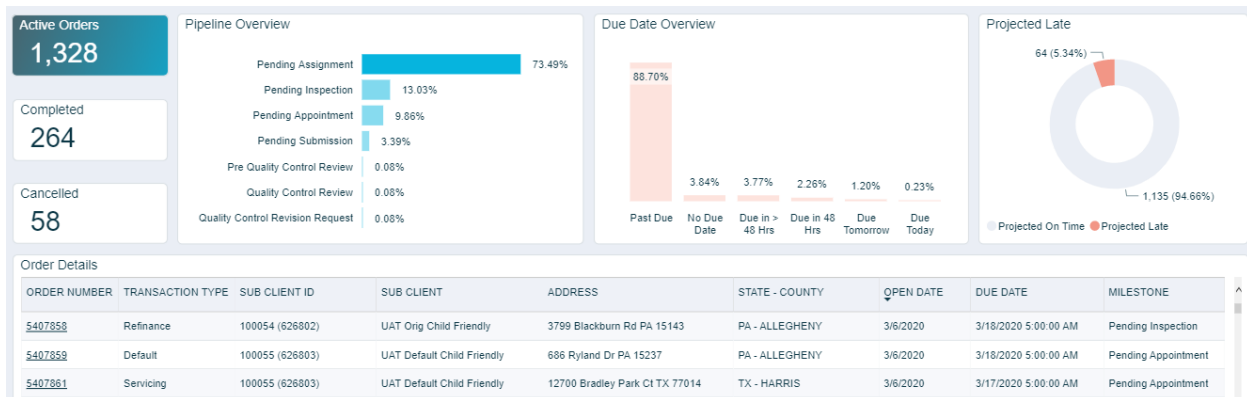 Active Orders
1,328
Completed
264
Cancelled
58
Pipeline Overview
Pending Assignment 73.49%
Pending Inspection 13.03%
Pending Appointment 9.86%
Pending Submission 3.39%
Pre Quality Control Review 0.08%
Quality Control Review 0.08%
Quality Control Revision Request 0.08%
Due Date Overview
88.70%
3.84% 3.77% 2.26% 1.20% 0.23%
Past Due No Due Due in > Due in 48 Due Due
Date 48 Hrs Hrs Tomorrow Today
Projected Late
64 (5.34%)
1,135 (94.66%)
Projected On Time Projected Late
Order Details
ORDER NUMBER TRANSACTION TYPE SUB CLIENT ID SUB CLIENT ADDRESS STATE - COUNTY OPEN DATE DUE DATE MILESTONE
5407858 Refinance 100054 (626802) UAT Orig Child Friendly 3799 Blackburn Rd PA 15143 PA - ALLEGHENY 3/6/2020 3/18/2020 5:00:00 AM Pending Inspection
5407859 Default 100055 (626803) UAT Default Child Friendly 686 Ryland Dr PA 15237 PA - ALLEGHENY 3/6/2020 3/18/2020 5:00:00 AM Pending Appointment
5407861 Servicing 100055 (626803) UAT Default Child Friendly 12700 Bradley Park Ct TX 77014 TX - HARRIS 3/6/2020 3/17/2020 5:00:00 AM Pending Appointment